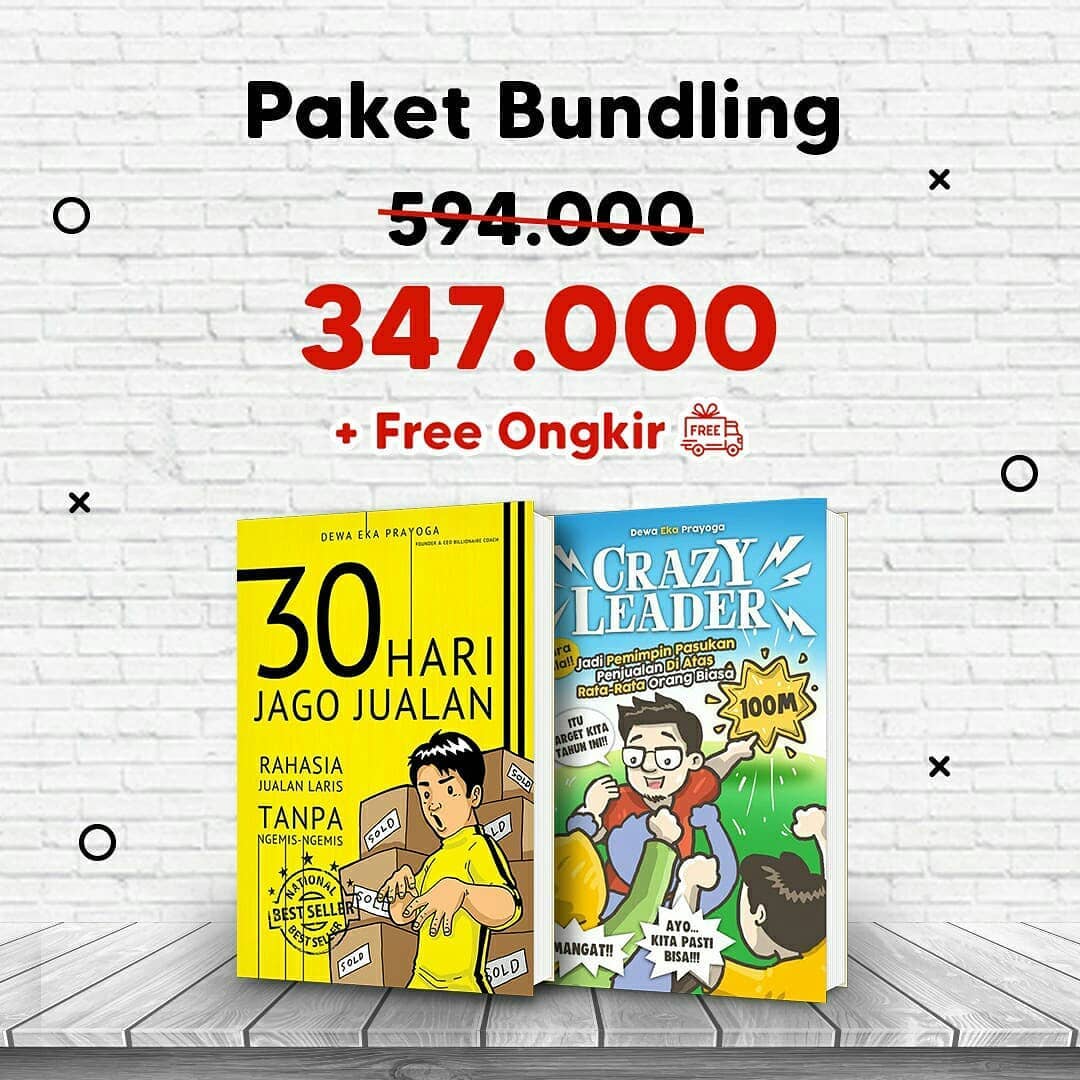 Paket Bundling
594.000
347.000
+ Free Ongkir
FREE
DEWA EKA PRAYOGA
FOUNDER & CEO BILLIONAIRE COACH
30 HARI
JAGO JUALAN
RAHASIA
JUALAN LARIS
TANPA
NGEMIS-NGEMIS
NATIONAL
BEST SELLER
BEST SELLER
SOLD
SOLD
SOLD
SOLD
SOLD
SOLD
Dewa Eka Prayoga
CRAZY
LEADER
Jadi Pemimpin Pasukan
Penjualan Di Atas
Rata-Rata Orang Biasa
100M
ITU
ARGET KITA
TAHUN INI!!
MANGAT!!
AYO...
KITA PASTI
BISA!!!